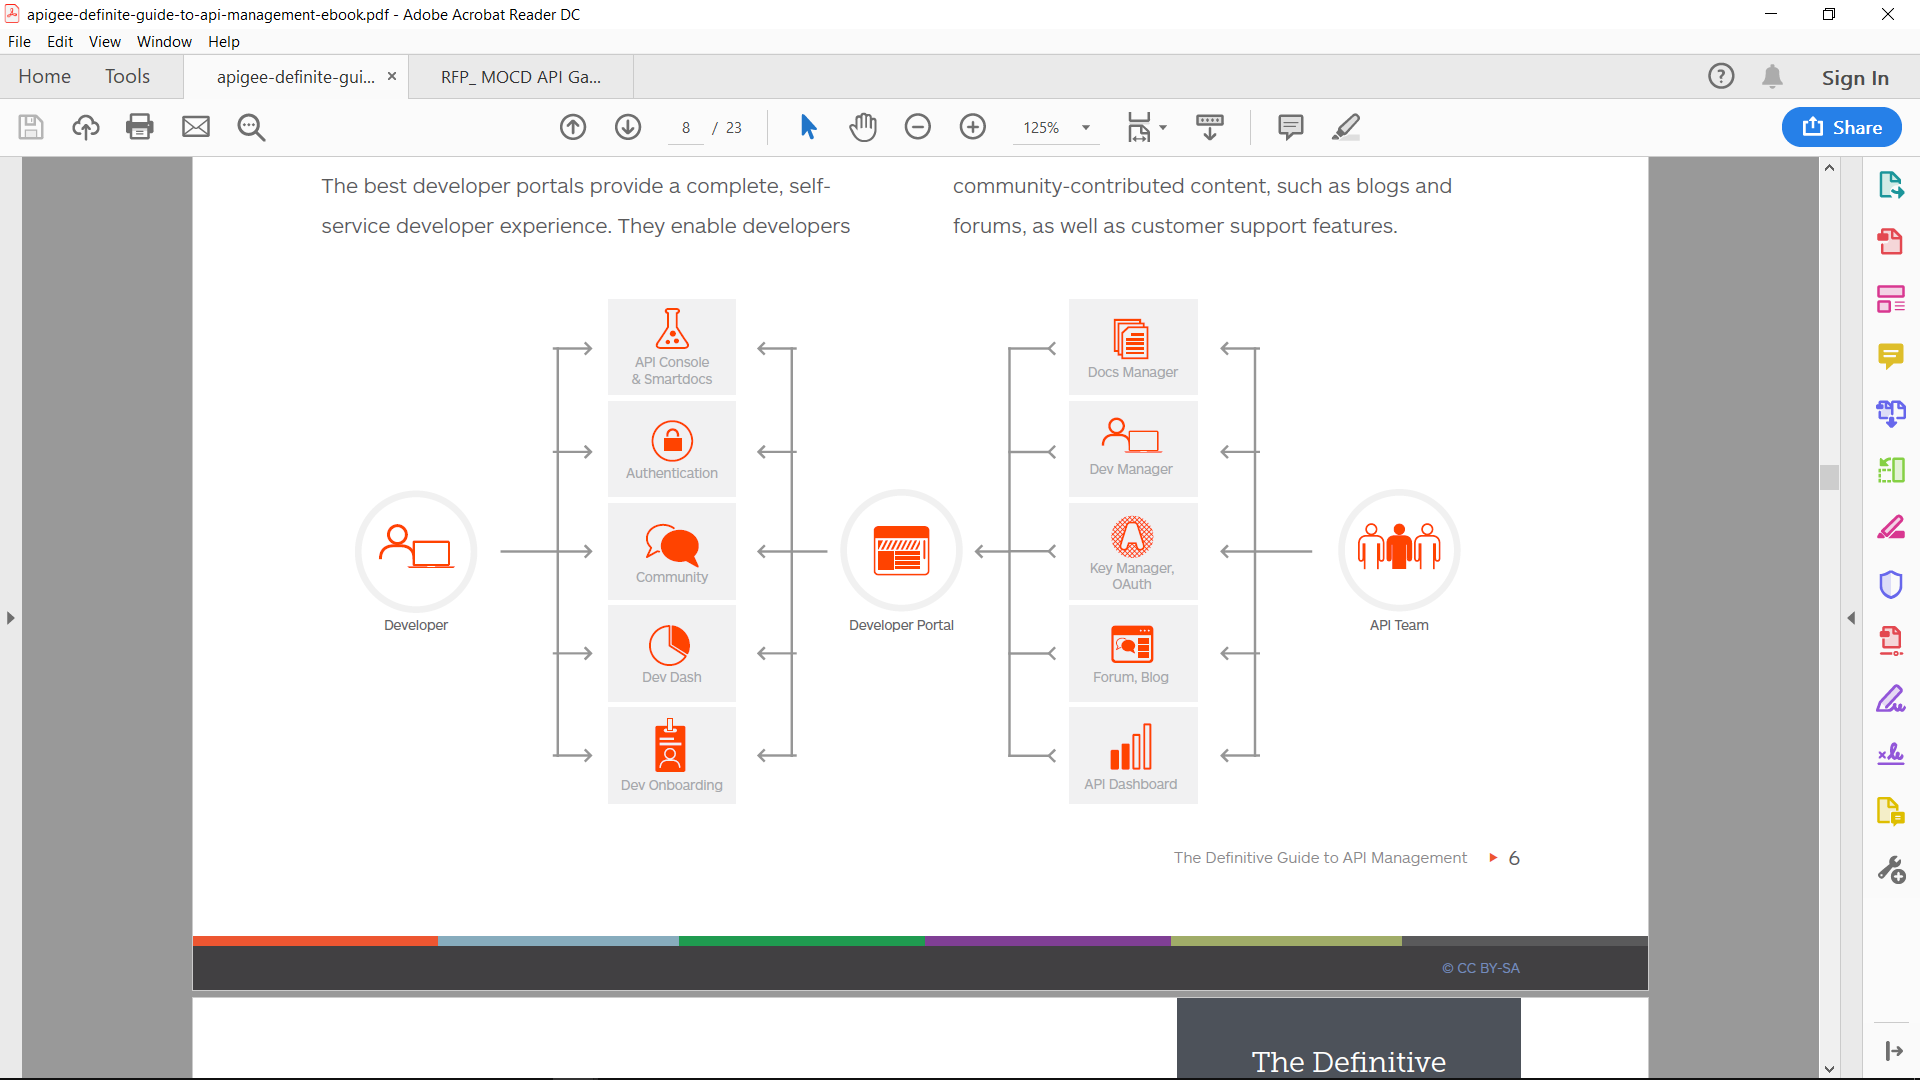 apigee-definite-guide-to-api-management-ebook.pdf - Adobe Acrobat Reader DC
File Edit View Window Help
Home Tools apigee-definite-gui... × RFP_ MOCD API Ga... Sign In
8 / 23 125% Share
The best developer portals provide a complete, self-
service developer experience. They enable developers
community-contributed content, such as blogs and
forums, as well as customer support features.
Developer
API Console
& Smartdocs
Authentication
Community
Dev Dash
Dev Onboarding
Developer Portal
Docs Manager
Dev Manager
Key Manager,
OAuth
Forum, Blog
API Dashboard
API Team
The Definitive Guide to API Management 6
© CC BY-SA
The Definitive